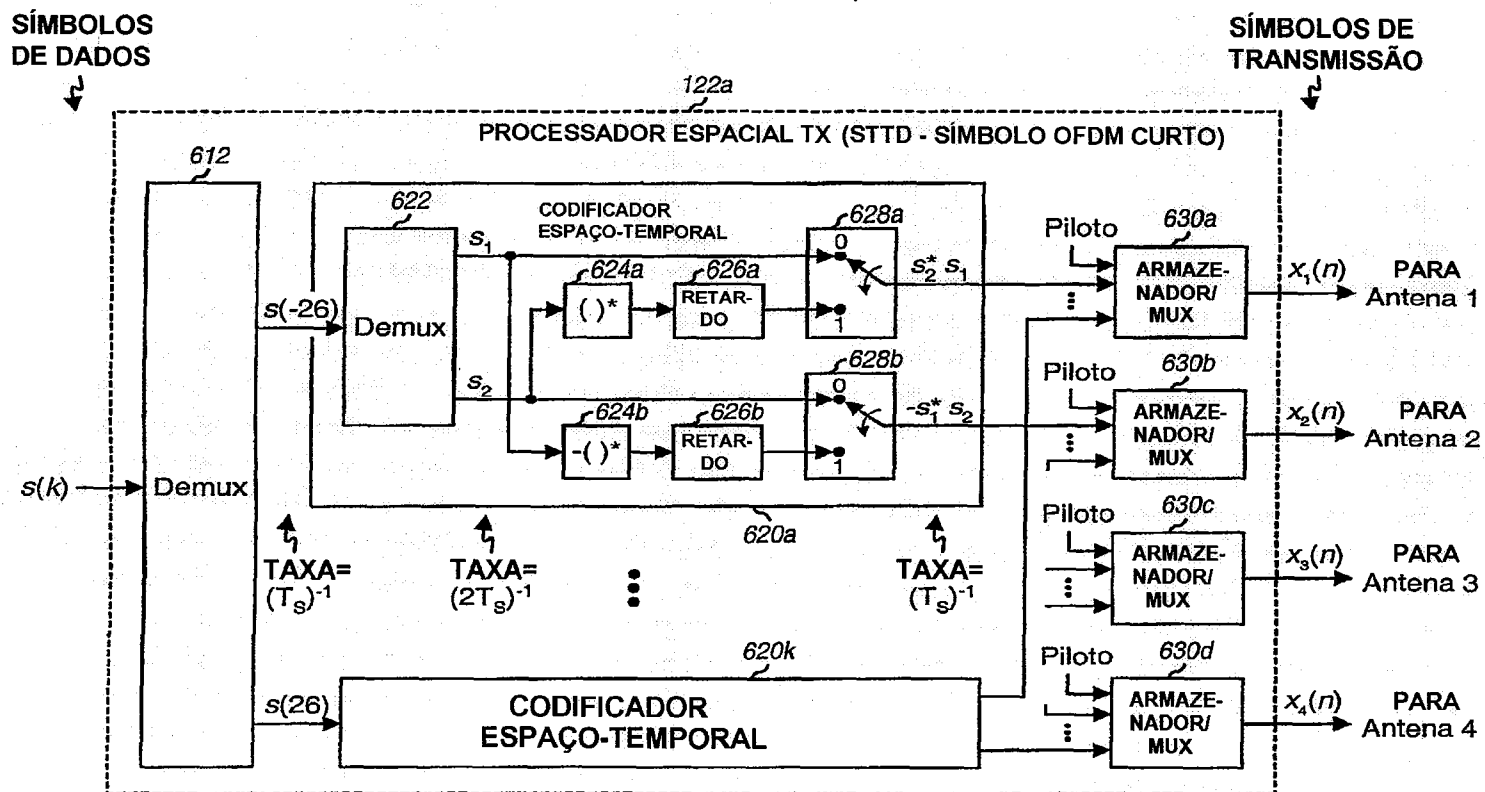 SÍMBOLOS
DE DADOS
SÍMBOLOS DE
TRANSMISSÃO
122a
PROCESSADOR ESPACIAL TX (STTD - SÍMBOLO OFDM CURTO)
612
622
CODIFICADOR
ESPAÇO-TEMPORAL
628a
630a
s₁
0
s₂* s₁
Piloto
ARMAZE-
NADOR/
MUX
x₁(n)
PARA
Antena 1
624a
626a
( )*
RETAR-
DO
1
s(-26)
Demux
628b
630b
s₂
0
-s₁* s₂
Piloto
ARMAZE-
NADOR/
MUX
x₂(n)
PARA
Antena 2
624b
626b
-( )*
RETAR-
DO
1
s(k)
Demux
620a
630c
Piloto
ARMAZE-
NADOR/
MUX
x₃(n)
PARA
Antena 3
TAXA=
(Tₛ)⁻¹
TAXA=
(2Tₛ)⁻¹
TAXA=
(Tₛ)⁻¹
620k
630d
s(26)
CODIFICADOR
ESPAÇO-TEMPORAL
Piloto
ARMAZE-
NADOR/
MUX
x₄(n)
PARA
Antena 4